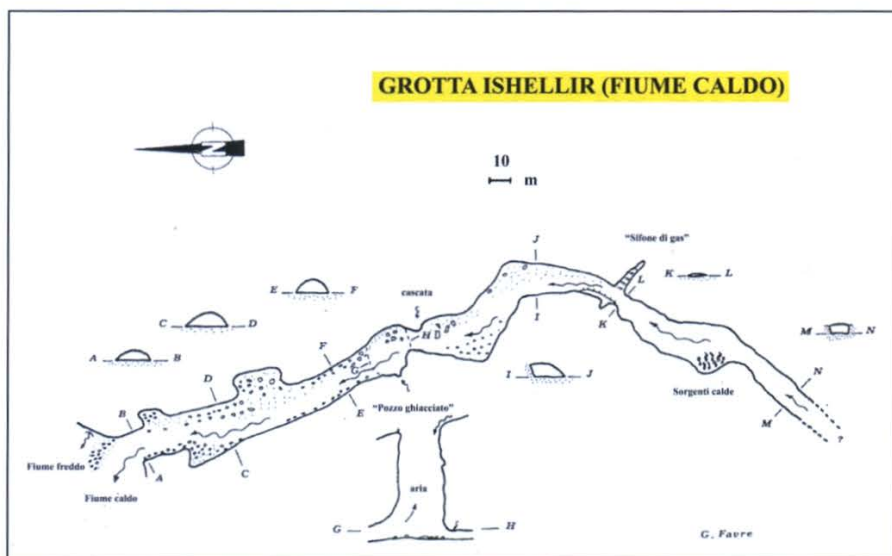 GROTTA ISHELLIR (FIUME CALDO)
N
10
m
"Sifone di gas"
J
L
K L
E F
cascata
C D
I
K
M N
H
A B
F
G
I J
D
Sorgenti calde
N
E
"Pozzo ghiacciato"
B
M
?
Fiume freddo
A
C
Fiume caldo
aria
G H
G. Favre